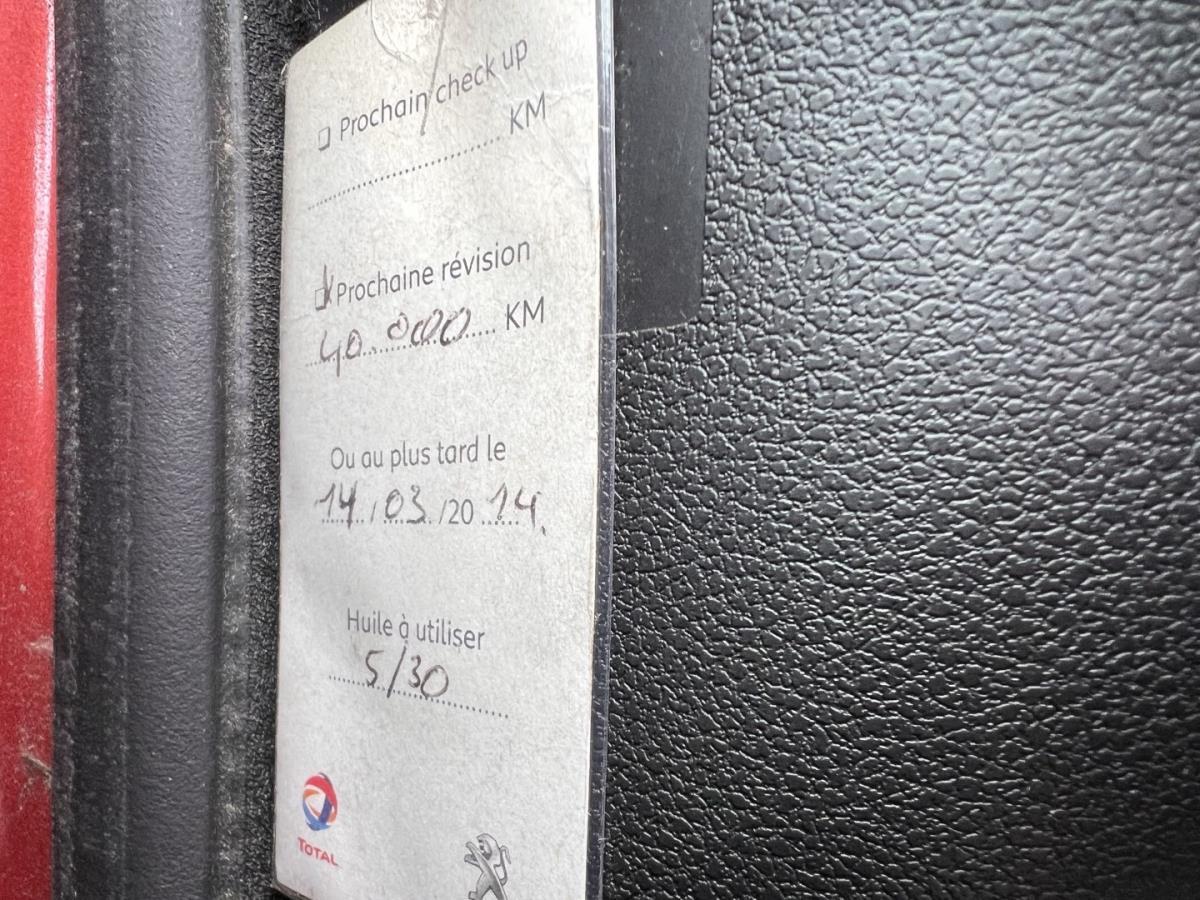 Prochain check up
KM
Prochaine révision
40.000 KM
Ou au plus tard le
14/03/2014.
Huile à utiliser
5/30
TOTAL